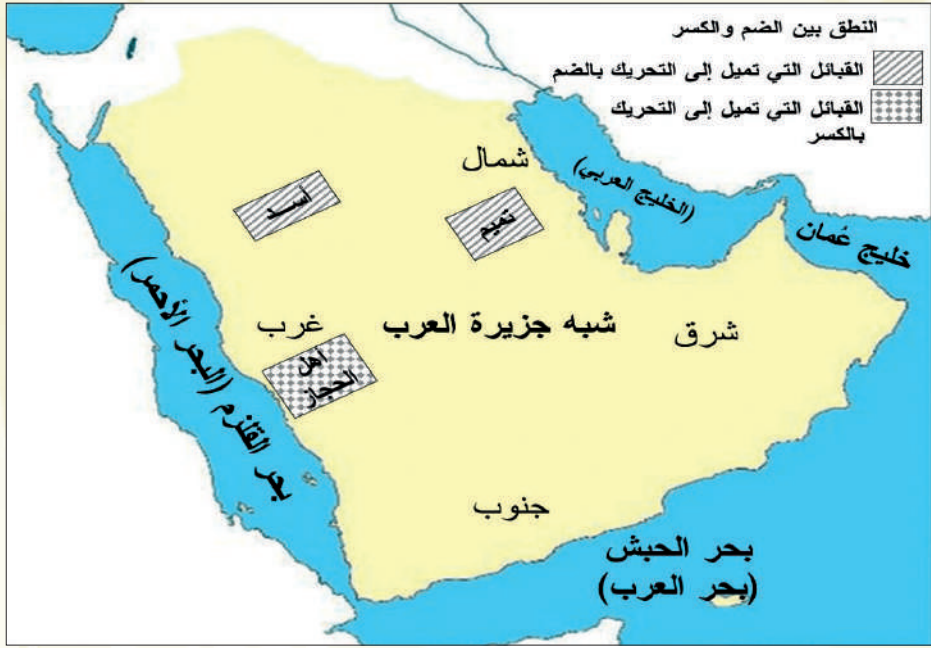 النطق بين الضم والكسر
القبائل التي تميل إلى التحريك بالضم
القبائل التي تميل إلى التحريك
بالكسر
شمال
أسد
تميم
(الخليج العربي)
خليج عُمان
شبه جزيرة العرب
شرق
غرب
أهل
الحجاز
بحر القلزم (البحر الأحمر)
جنوب
بحر الحبش
(بحر العرب)